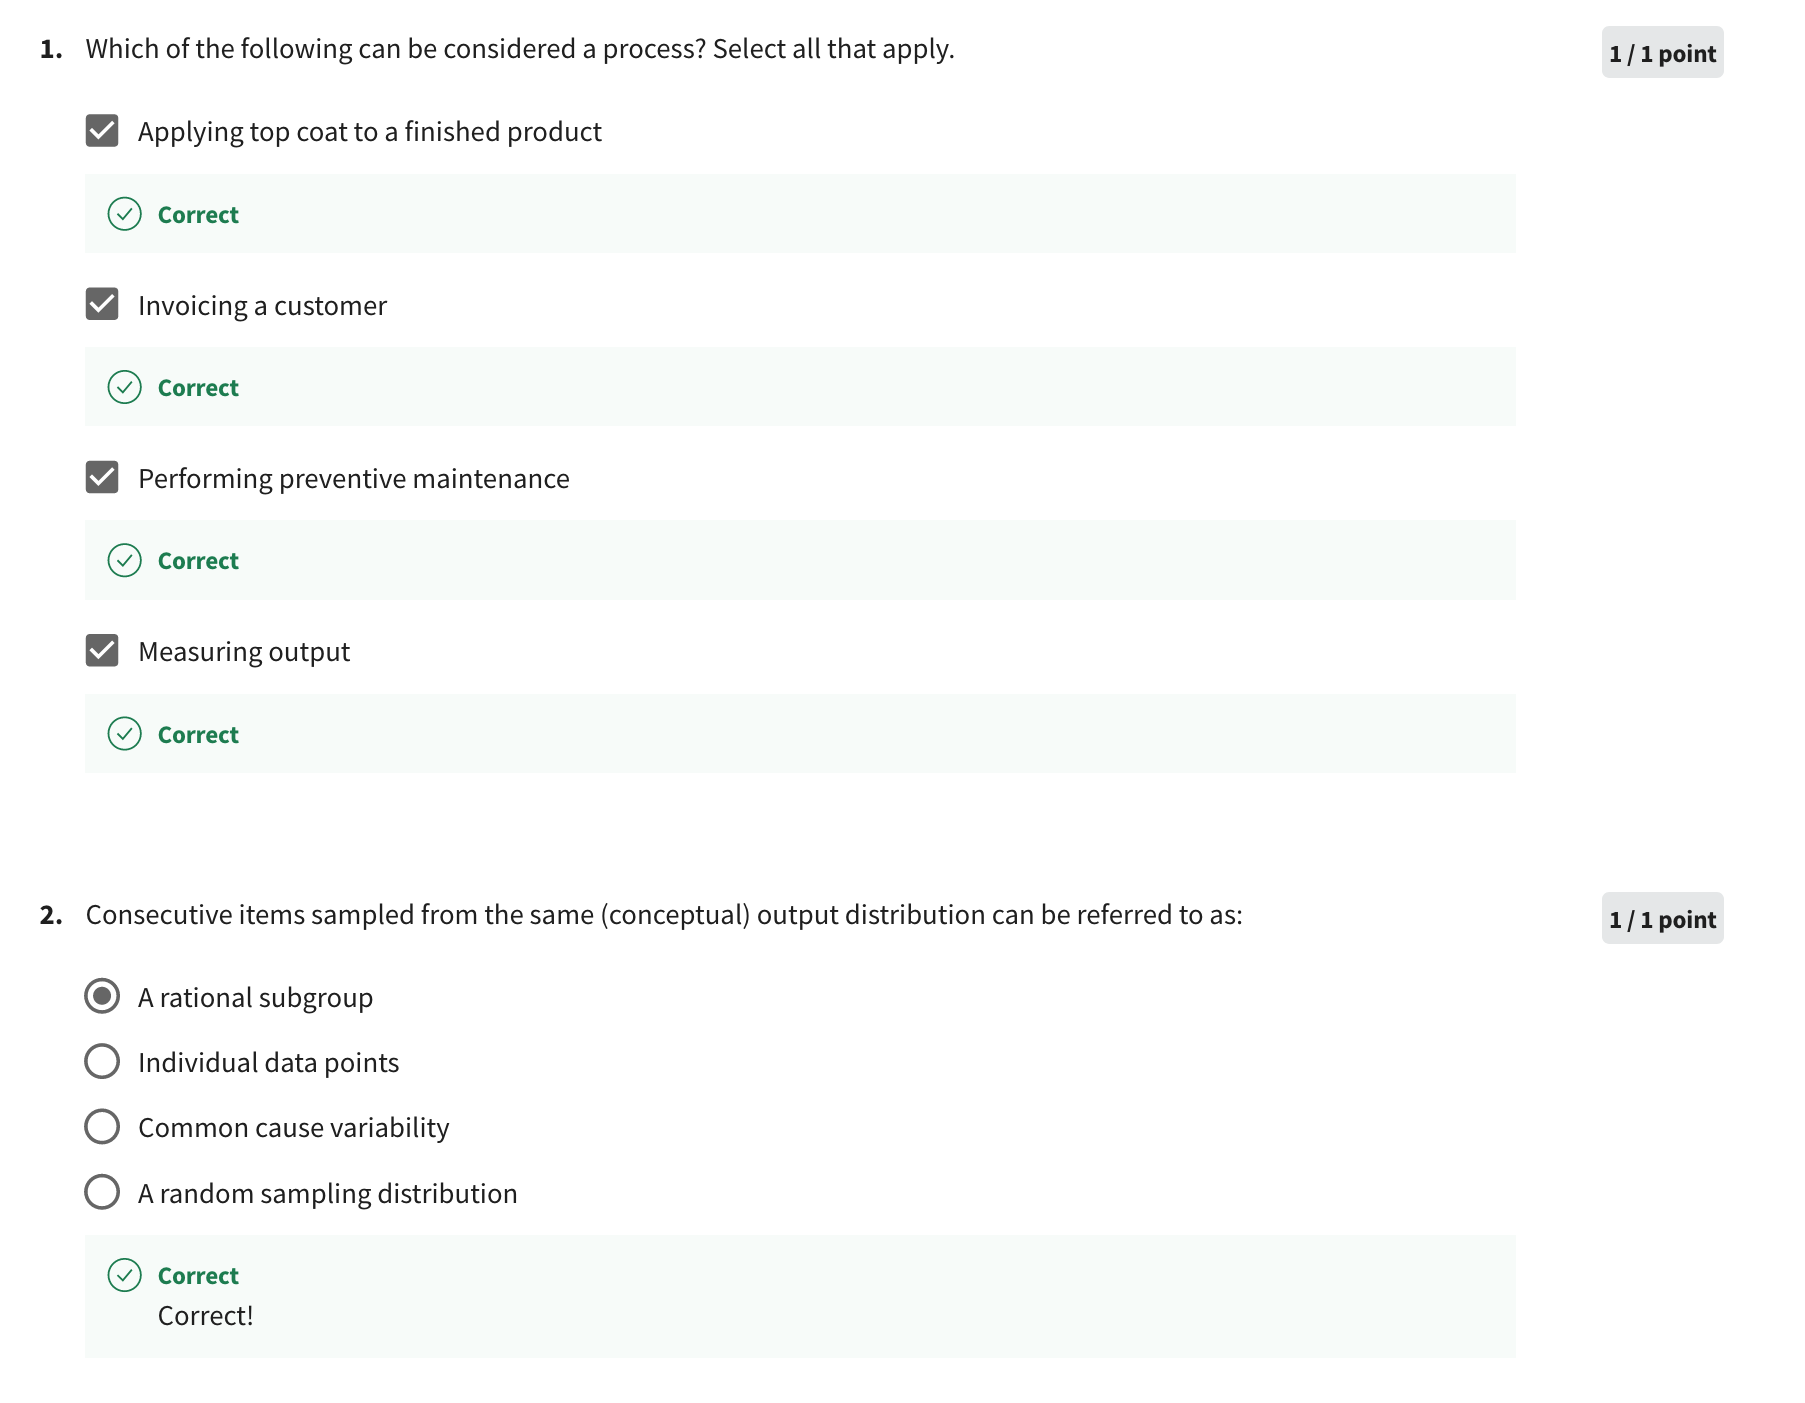 1. Which of the following can be considered a process? Select all that apply.
1 / 1 point
Applying top coat to a finished product
Correct
Invoicing a customer
Correct
Performing preventive maintenance
Correct
Measuring output
Correct
2. Consecutive items sampled from the same (conceptual) output distribution can be referred to as:
1 / 1 point
A rational subgroup
Individual data points
Common cause variability
A random sampling distribution
Correct
Correct!